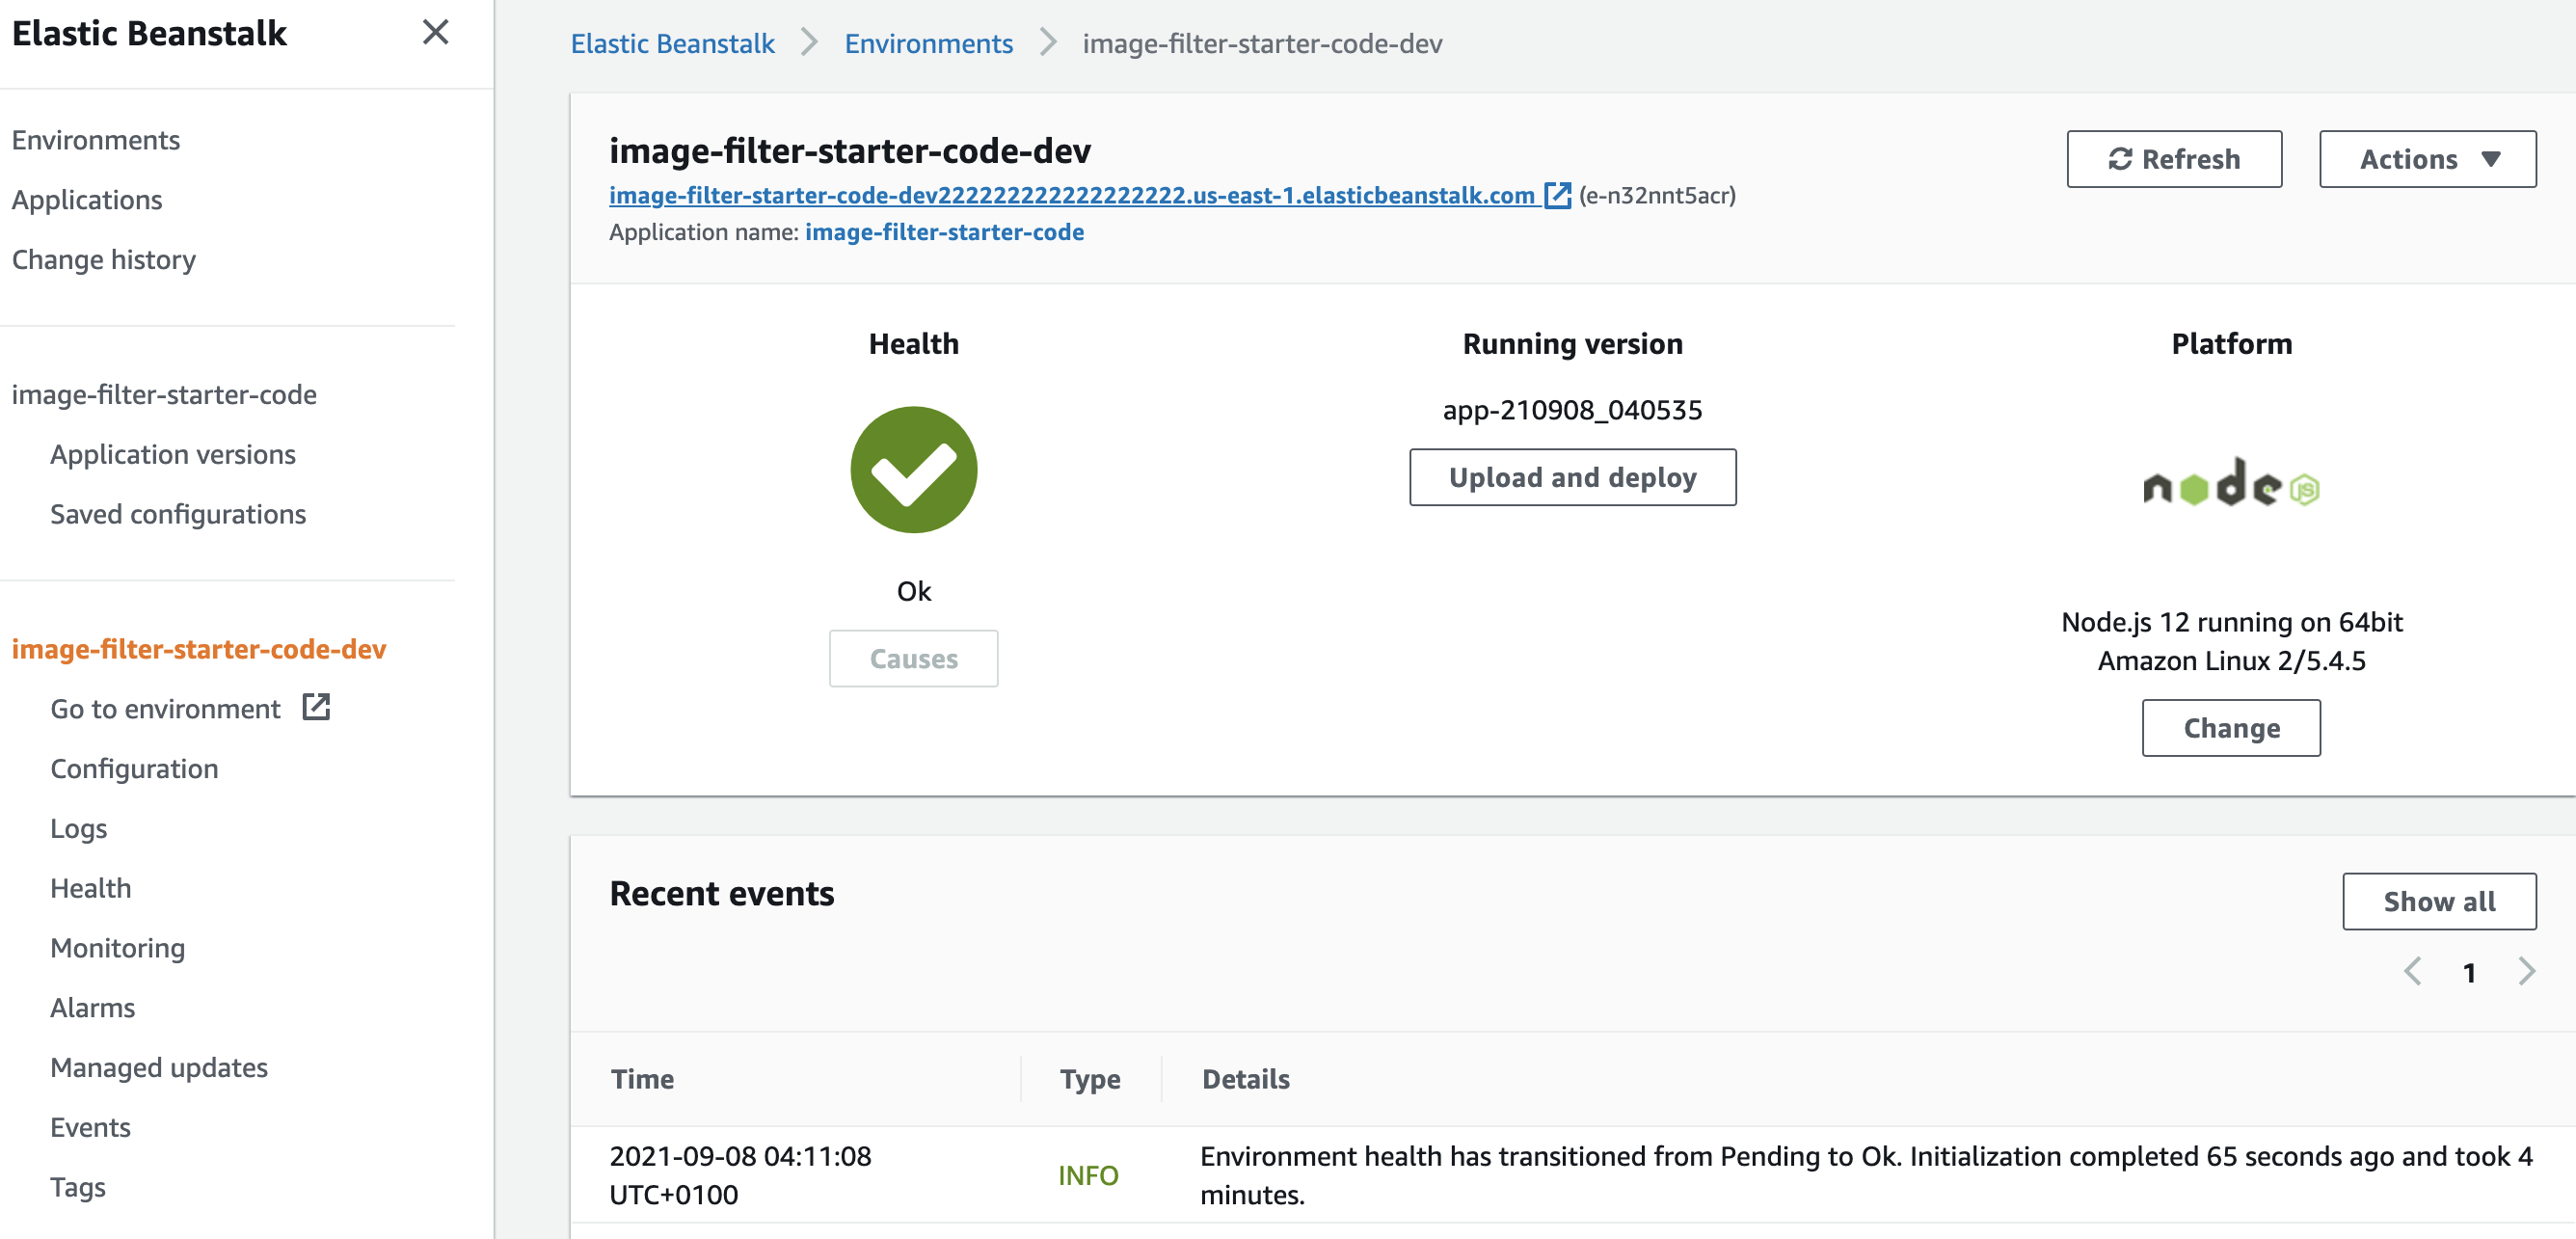 Elastic Beanstalk
Environments
Applications
Change history
image-filter-starter-code
Application versions
Saved configurations
image-filter-starter-code-dev
Go to environment
Configuration
Logs
Health
Monitoring
Alarms
Managed updates
Events
Tags
Elastic Beanstalk > Environments > image-filter-starter-code-dev
image-filter-starter-code-dev
Refresh
Actions
image-filter-starter-code-dev222222222222222222.us-east-1.elasticbeanstalk.com (e-n32nnt5acr)
Application name: image-filter-starter-code
Health
Ok
Causes
Running version
app-210908_040535
Upload and deploy
Platform
node JS
Node.js 12 running on 64bit
Amazon Linux 2/5.4.5
Change
Recent events
Show all
1
Time Type Details
2021-09-08 04:11:08
UTC+0100
INFO
Environment health has transitioned from Pending to Ok. Initialization completed 65 seconds ago and took 4
minutes.